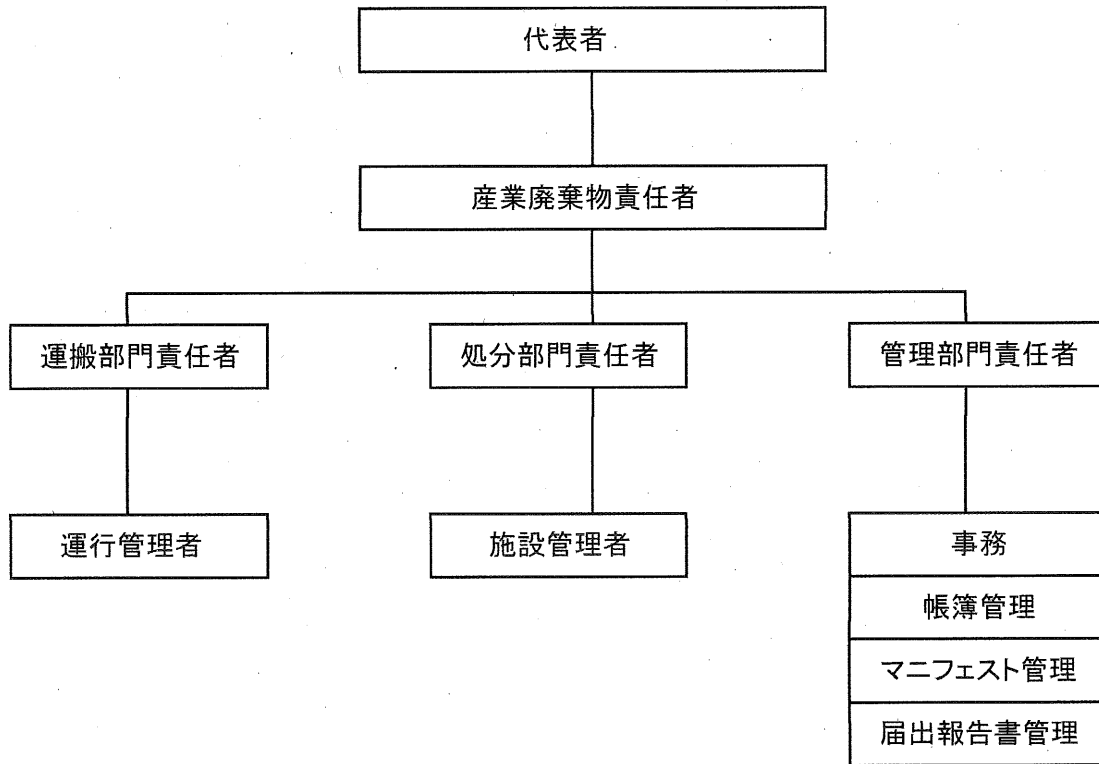 代表者
産業廃棄物責任者
運搬部門責任者
処分部門責任者
管理部門責任者
運行管理者
施設管理者
事務
帳簿管理
マニフェスト管理
届出報告書管理